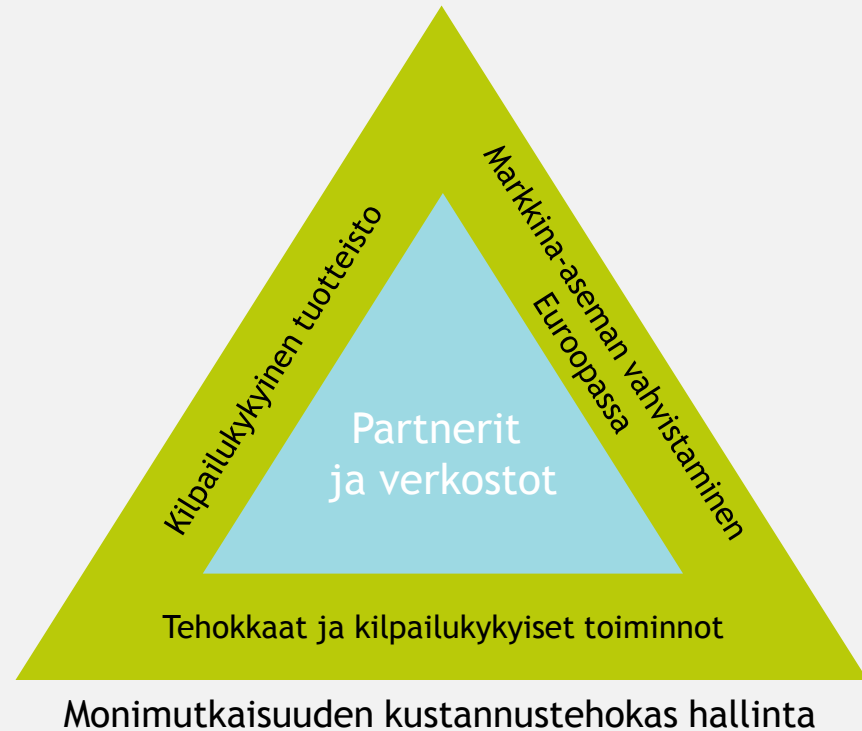 Kilpailukykyinen tuotteisto
Markkina-aseman vahvistaminen
Euroopassa
Partnerit
ja verkostot
Tehokkaat ja kilpailukykyiset toiminnot
Monimutkaisuuden kustannustehokas hallinta